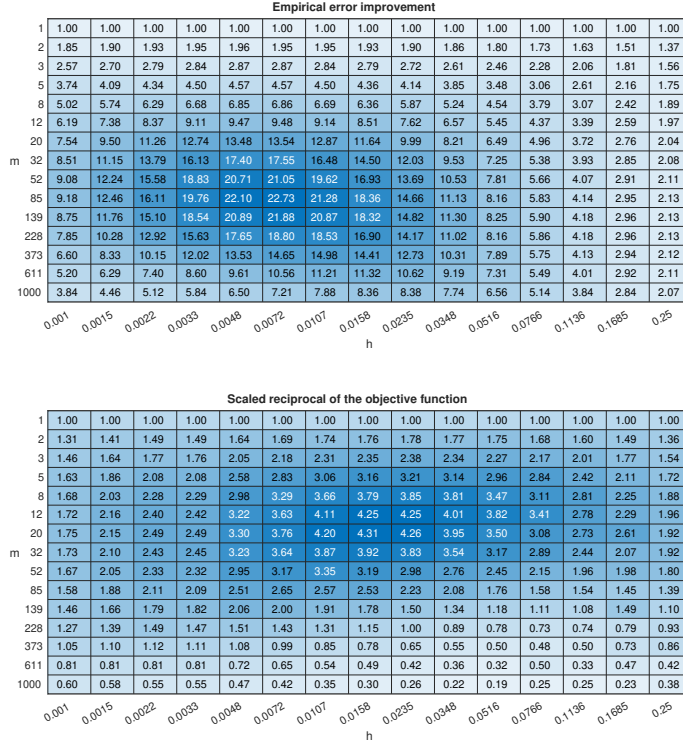 Empirical error improvement
1 1.00 1.00 1.00 1.00 1.00 1.00 1.00 1.00 1.00 1.00 1.00 1.00 1.00 1.00 1.00
2 1.85 1.90 1.93 1.95 1.96 1.95 1.95 1.93 1.90 1.86 1.80 1.73 1.63 1.51 1.37
3 2.57 2.70 2.79 2.84 2.87 2.87 2.84 2.79 2.72 2.61 2.46 2.28 2.06 1.81 1.56
5 3.74 4.09 4.34 4.50 4.57 4.57 4.50 4.36 4.14 3.85 3.48 3.06 2.61 2.16 1.75
8 5.02 5.74 6.29 6.68 6.85 6.86 6.69 6.36 5.87 5.24 4.54 3.79 3.07 2.42 1.89
12 6.19 7.38 8.37 9.11 9.47 9.48 9.14 8.51 7.62 6.57 5.45 4.37 3.39 2.59 1.97
20 7.54 9.50 11.26 12.74 13.48 13.54 12.87 11.64 9.99 8.21 6.49 4.96 3.72 2.76 2.04
m 32 8.51 11.15 13.79 16.13 17.40 17.55 16.48 14.50 12.03 9.53 7.25 5.38 3.93 2.85 2.08
52 9.08 12.24 15.58 18.83 20.71 21.05 19.62 16.93 13.69 10.53 7.81 5.66 4.07 2.91 2.11
85 9.18 12.46 16.11 19.76 22.10 22.73 21.28 18.36 14.66 11.13 8.16 5.83 4.14 2.95 2.13
139 8.75 11.76 15.10 18.54 20.89 21.88 20.87 18.32 14.82 11.30 8.25 5.90 4.18 2.96 2.13
228 7.85 10.28 12.92 15.63 17.65 18.80 18.53 16.90 14.17 11.02 8.16 5.86 4.18 2.96 2.13
373 6.60 8.33 10.15 12.02 13.53 14.65 14.98 14.41 12.73 10.31 7.89 5.75 4.13 2.94 2.12
611 5.20 6.29 7.40 8.60 9.61 10.56 11.21 11.32 10.62 9.19 7.31 5.49 4.01 2.92 2.11
1000 3.84 4.46 5.12 5.84 6.50 7.21 7.88 8.36 8.38 7.74 6.56 5.14 3.84 2.84 2.07
0.001 0.0015 0.0022 0.0033 0.0048 0.0072 0.0107 0.0158 0.0235 0.0348 0.0516 0.0766 0.1136 0.1685 0.25
h
Scaled reciprocal of the objective function
1 1.00 1.00 1.00 1.00 1.00 1.00 1.00 1.00 1.00 1.00 1.00 1.00 1.00 1.00 1.00
2 1.31 1.41 1.49 1.49 1.64 1.69 1.74 1.76 1.78 1.77 1.75 1.68 1.60 1.49 1.36
3 1.46 1.64 1.77 1.76 2.05 2.18 2.31 2.35 2.38 2.34 2.27 2.17 2.01 1.77 1.54
5 1.63 1.86 2.08 2.08 2.58 2.83 3.06 3.16 3.21 3.14 2.96 2.84 2.42 2.11 1.72
8 1.68 2.03 2.28 2.29 2.98 3.29 3.66 3.79 3.85 3.81 3.47 3.11 2.81 2.25 1.88
12 1.72 2.16 2.40 2.42 3.22 3.63 4.11 4.25 4.25 4.01 3.82 3.41 2.78 2.29 1.96
20 1.75 2.15 2.49 2.49 3.30 3.76 4.20 4.31 4.26 3.95 3.50 3.08 2.73 2.61 1.92
m 32 1.73 2.10 2.43 2.45 3.23 3.64 3.87 3.92 3.83 3.54 3.17 2.89 2.44 2.07 1.92
52 1.67 2.05 2.33 2.32 2.95 3.17 3.35 3.19 2.98 2.76 2.45 2.15 1.96 1.98 1.80
85 1.58 1.88 2.11 2.09 2.51 2.65 2.57 2.53 2.23 2.08 1.76 1.58 1.54 1.45 1.39
139 1.46 1.66 1.79 1.82 2.06 2.00 1.91 1.78 1.50 1.34 1.18 1.11 1.08 1.49 1.10
228 1.27 1.39 1.49 1.47 1.51 1.43 1.31 1.15 1.00 0.89 0.78 0.73 0.74 0.79 0.93
373 1.05 1.10 1.12 1.11 1.08 0.99 0.85 0.78 0.65 0.55 0.50 0.48 0.50 0.73 0.86
611 0.81 0.81 0.81 0.81 0.72 0.65 0.54 0.49 0.42 0.36 0.32 0.50 0.33 0.47 0.42
1000 0.60 0.58 0.55 0.55 0.47 0.42 0.35 0.30 0.26 0.22 0.19 0.25 0.25 0.23 0.38
0.001 0.0015 0.0022 0.0033 0.0048 0.0072 0.0107 0.0158 0.0235 0.0348 0.0516 0.0766 0.1136 0.1685 0.25
h